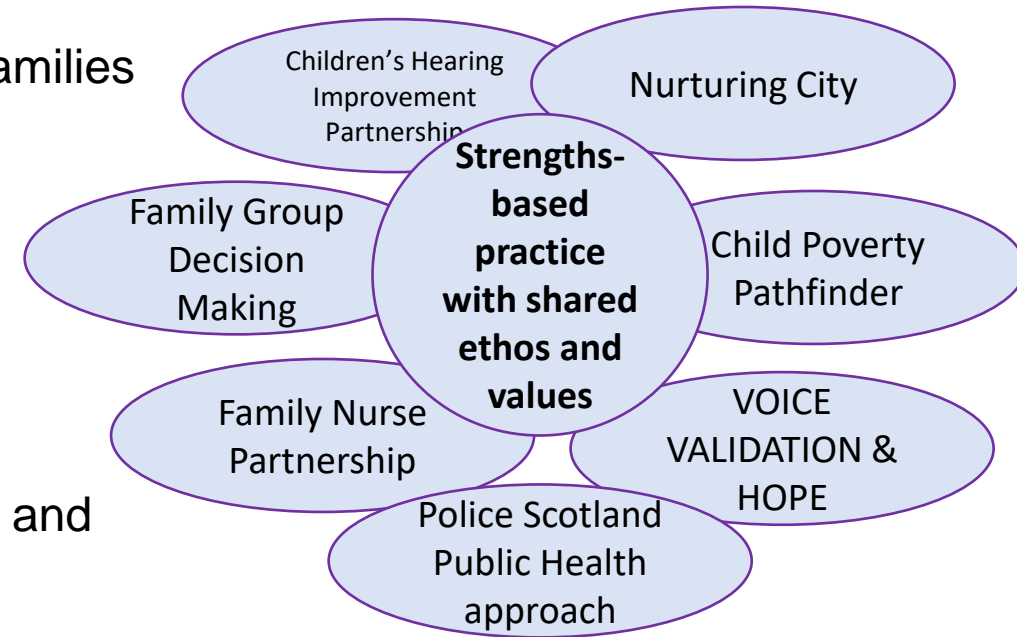 amilies
Children’s Hearing
Improvement
Partnership
Nurturing City
Strengths-
based
practice
with shared
ethos and
values
Family Group
Decision
Making
Child Poverty
Pathfinder
Family Nurse
Partnership
VOICE
VALIDATION &
HOPE
and
Police Scotland
Public Health
approach